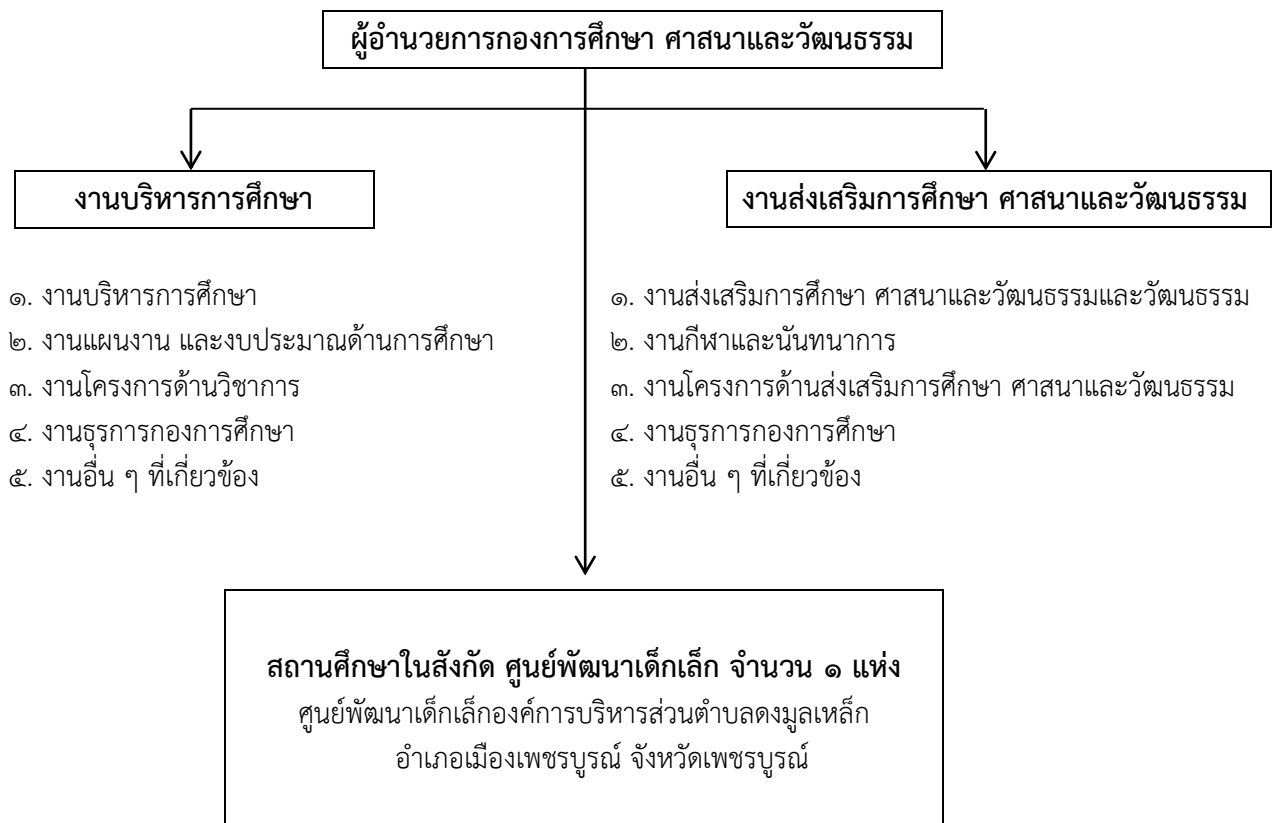 ผู้อำนวยการกองการศึกษา ศาสนาและวัฒนธรรม
งานบริหารการศึกษา
๑. งานบริหารการศึกษา
๒. งานแผนงาน และงบประมาณด้านการศึกษา
๓. งานโครงการด้านวิชาการ
๔. งานธุรการกองการศึกษา
๕. งานอื่น ๆ ที่เกี่ยวข้อง
งานส่งเสริมการศึกษา ศาสนาและวัฒนธรรม
๑. งานส่งเสริมการศึกษา ศาสนาและวัฒนธรรมและวัฒนธรรม
๒. งานกีฬาและนันทนาการ
๓. งานโครงการด้านส่งเสริมการศึกษา ศาสนาและวัฒนธรรม
๔. งานธุรการกองการศึกษา
๕. งานอื่น ๆ ที่เกี่ยวข้อง
สถานศึกษาในสังกัด ศูนย์พัฒนาเด็กเล็ก จำนวน ๑ แห่ง
ศูนย์พัฒนาเด็กเล็กองค์การบริหารส่วนตำบลดงมูลเหล็ก
อำเภอเมืองเพชรบูรณ์ จังหวัดเพชรบูรณ์